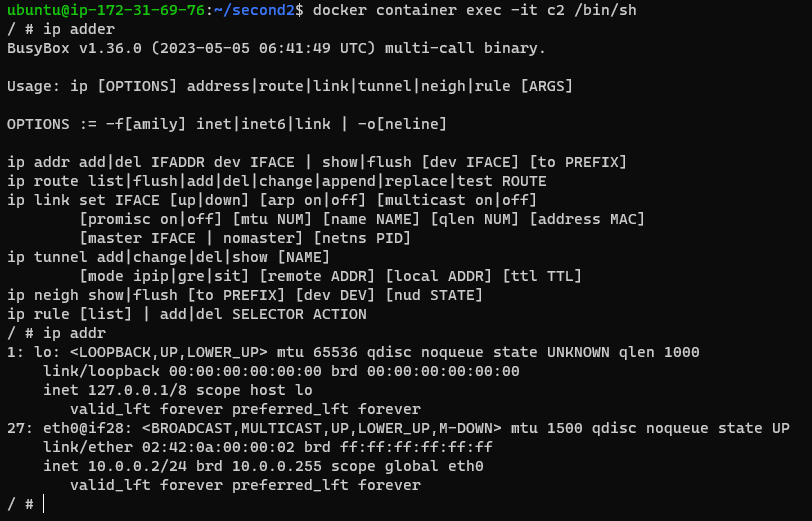 ubuntu@ip-172-31-69-76:~/second2$ docker container exec -it c2 /bin/sh
/ # ip adder
BusyBox v1.36.0 (2023-05-05 06:41:49 UTC) multi-call binary.

Usage: ip [OPTIONS] address|route|link|tunnel|neigh|rule [ARGS]

OPTIONS := -f[amily] inet|inet6|link | -o[neline]

ip addr add|del IFADDR dev IFACE | show|flush [dev IFACE] [to PREFIX]
ip route list|flush|add|del|change|append|replace|test ROUTE
ip link set IFACE [up|down] [arp on|off] [multicast on|off]
        [promisc on|off] [mtu NUM] [name NAME] [qlen NUM] [address MAC]
        [master IFACE | nomaster] [netns PID]
ip tunnel add|change|del|show [NAME]
        [mode ipip|gre|sit] [remote ADDR] [local ADDR] [ttl TTL]
ip neigh show|flush [to PREFIX] [dev DEV] [nud STATE]
ip rule [list] | add|del SELECTOR ACTION
/ # ip addr
1: lo: <LOOPBACK,UP,LOWER_UP> mtu 65536 qdisc noqueue state UNKNOWN qlen 1000
    link/loopback 00:00:00:00:00:00 brd 00:00:00:00:00:00
    inet 127.0.0.1/8 scope host lo
       valid_lft forever preferred_lft forever
27: eth0@if28: <BROADCAST,MULTICAST,UP,LOWER_UP,M-DOWN> mtu 1500 qdisc noqueue state UP
    link/ether 02:42:0a:00:00:02 brd ff:ff:ff:ff:ff:ff
    inet 10.0.0.2/24 brd 10.0.0.255 scope global eth0
       valid_lft forever preferred_lft forever
/ #